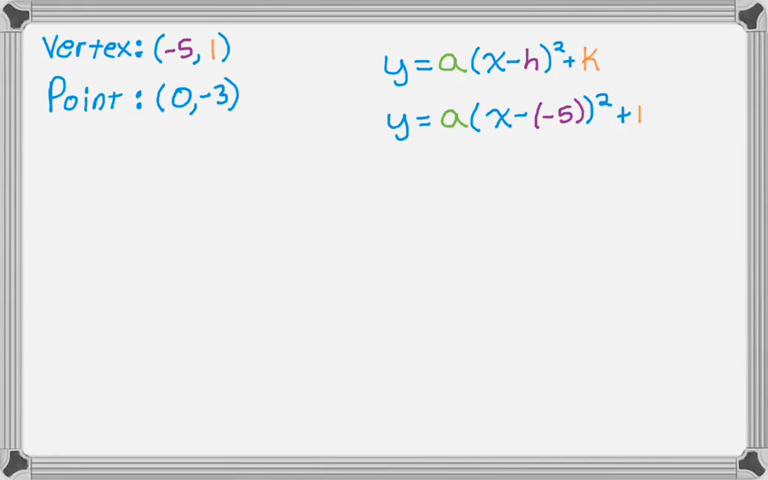 Vertex: (-5, 1)
Point: (0, -3)
y = a(x-h)² + k
y = a(x-(-5))² + 1